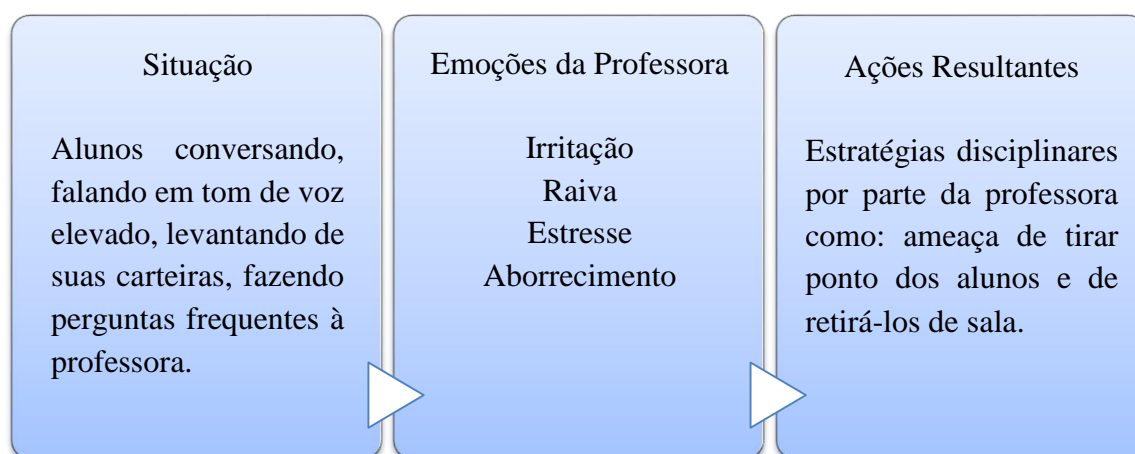 Situação
Alunos conversando,
falando em tom de voz
elevado, levantando de
suas carteiras, fazendo
perguntas frequentes à
professora.
Emoções da Professora
Irritação
Raiva
Estresse
Aborrecimento
Ações Resultantes
Estratégias disciplinares
por parte da professora
como: ameaça de tirar
ponto dos alunos e de
retirá-los de sala.